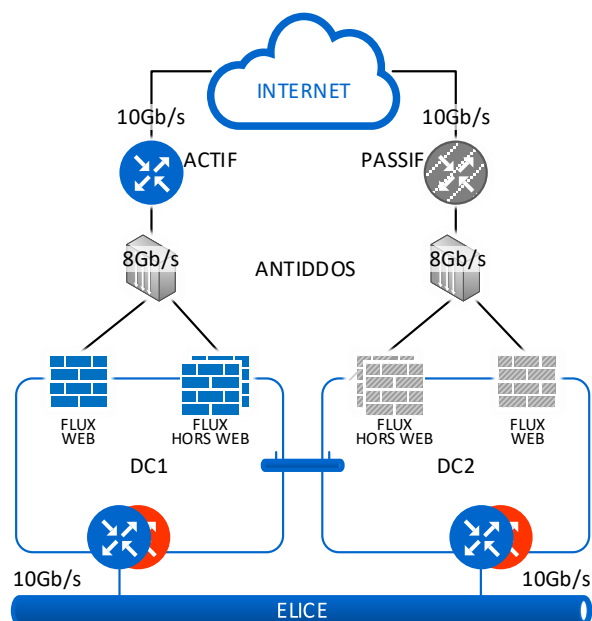 INTERNET
10Gb/s
10Gb/s
ACTIF
PASSIF
8Gb/s
ANTIDDOS
8Gb/s
FLUX
WEB
FLUX
HORS WEB
FLUX
HORS WEB
FLUX
WEB
DC1
DC2
10Gb/s
10Gb/s
ELICE